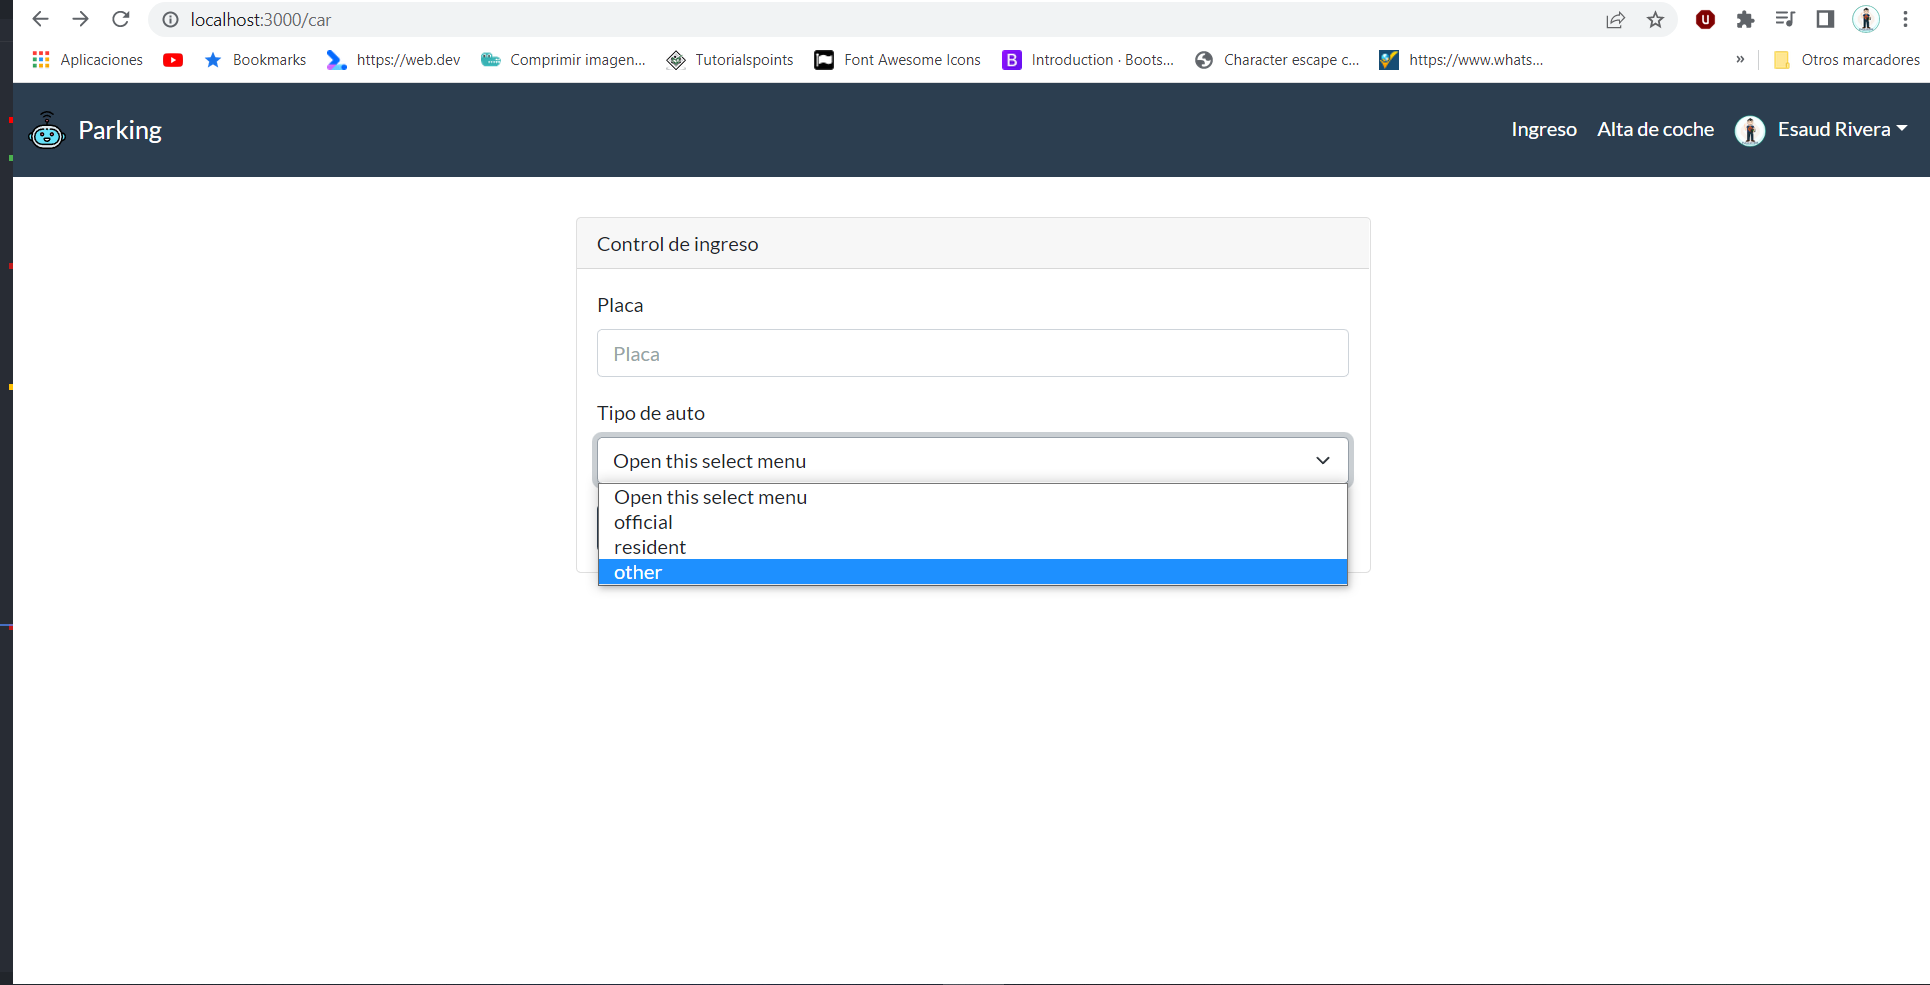 localhost:3000/car
Aplicaciones Bookmarks https://web.dev Comprimir imagen... Tutorialspoints Font Awesome Icons B Introduction · Boots... Character escape c... https://www.whats... » Otros marcadores
Parking Ingreso Alta de coche Esaud Rivera
Control de ingreso
Placa
Placa
Tipo de auto
Open this select menu
Open this select menu
official
resident
other